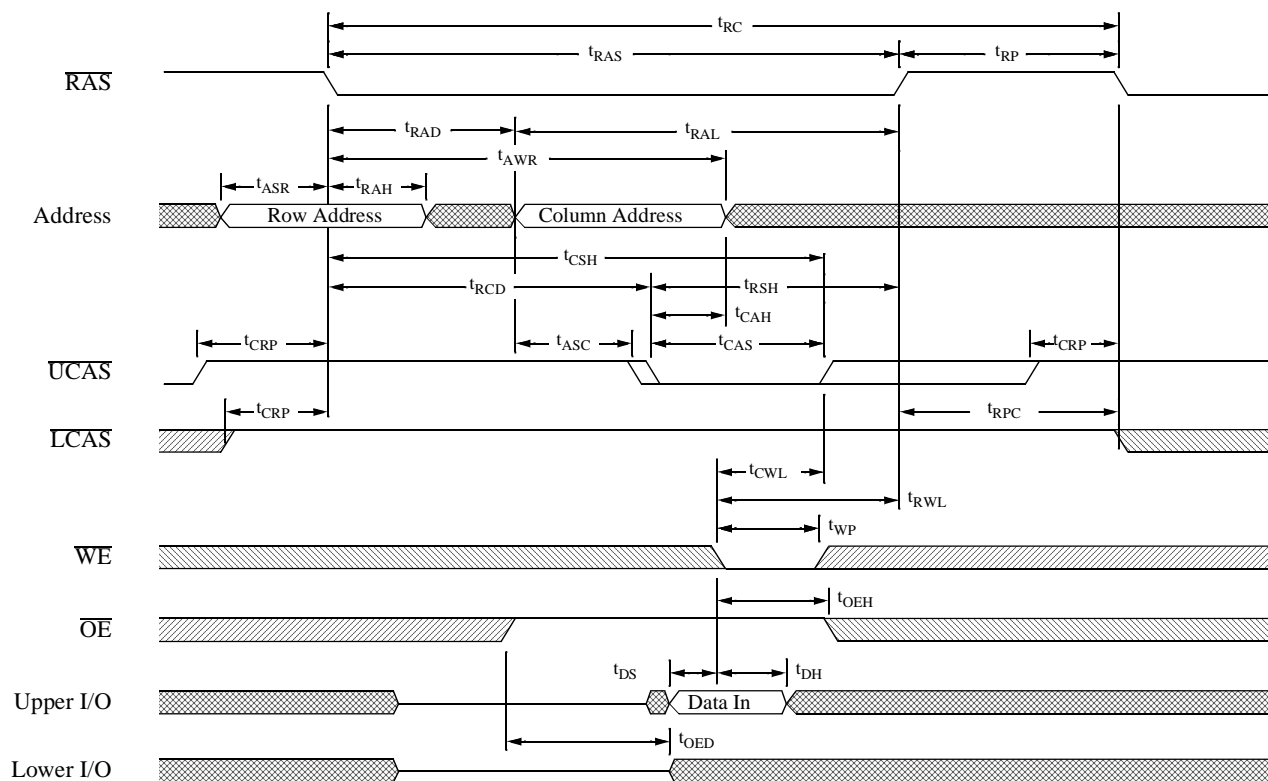 tRC
tRAS tRP
RAS
tRAD tRAL
tAWR
tASR tRAH
Address Row Address Column Address
tCSH
tRCD tRSH
tCAH
tCRP tASC tCAS tCRP
UCAS
tCRP tRPC
LCAS
tCWL
tRWL
tWP
WE
tOEH
OE
tDS tDH
Upper I/O Data In
tOED
Lower I/O